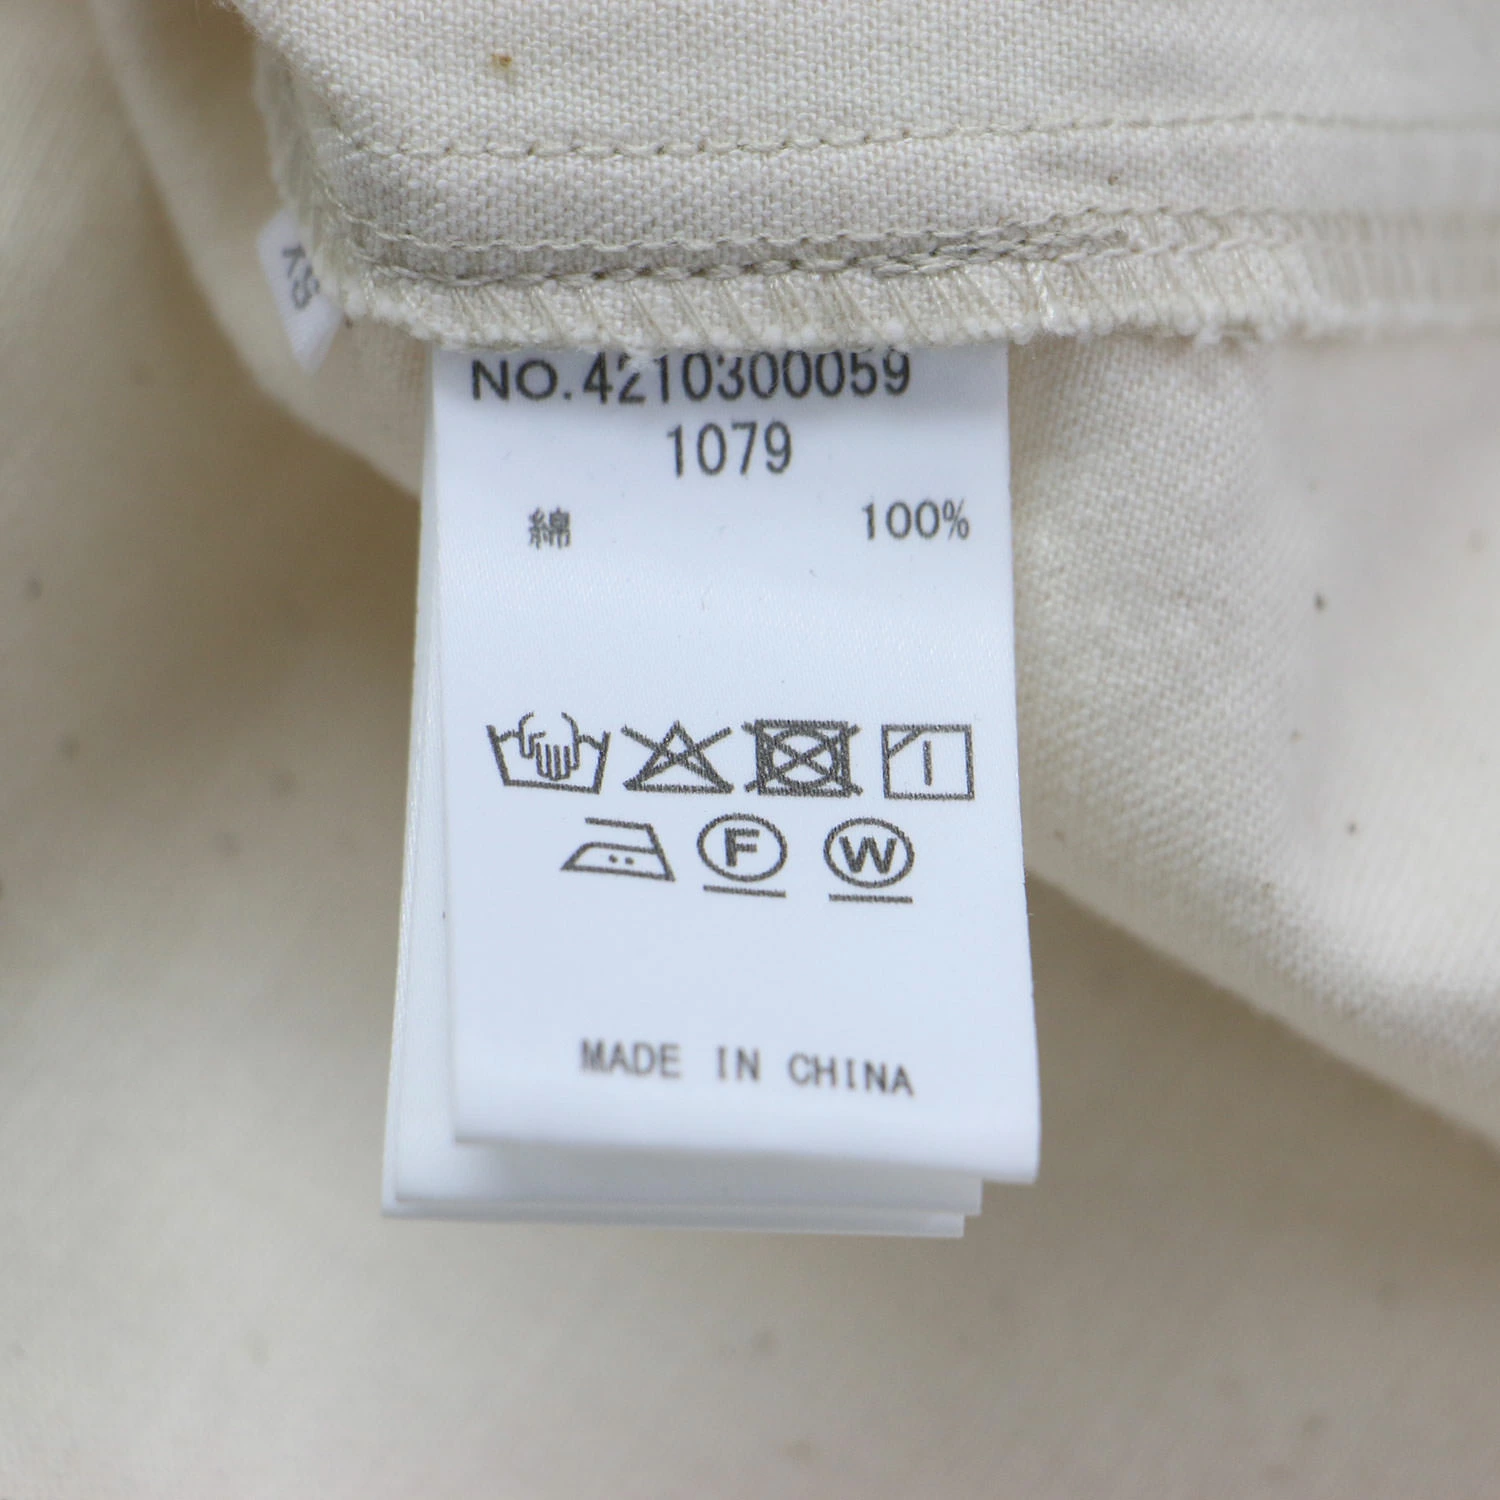 NO.4210300059
1079
綿 100%
F W
MADE IN CHINA